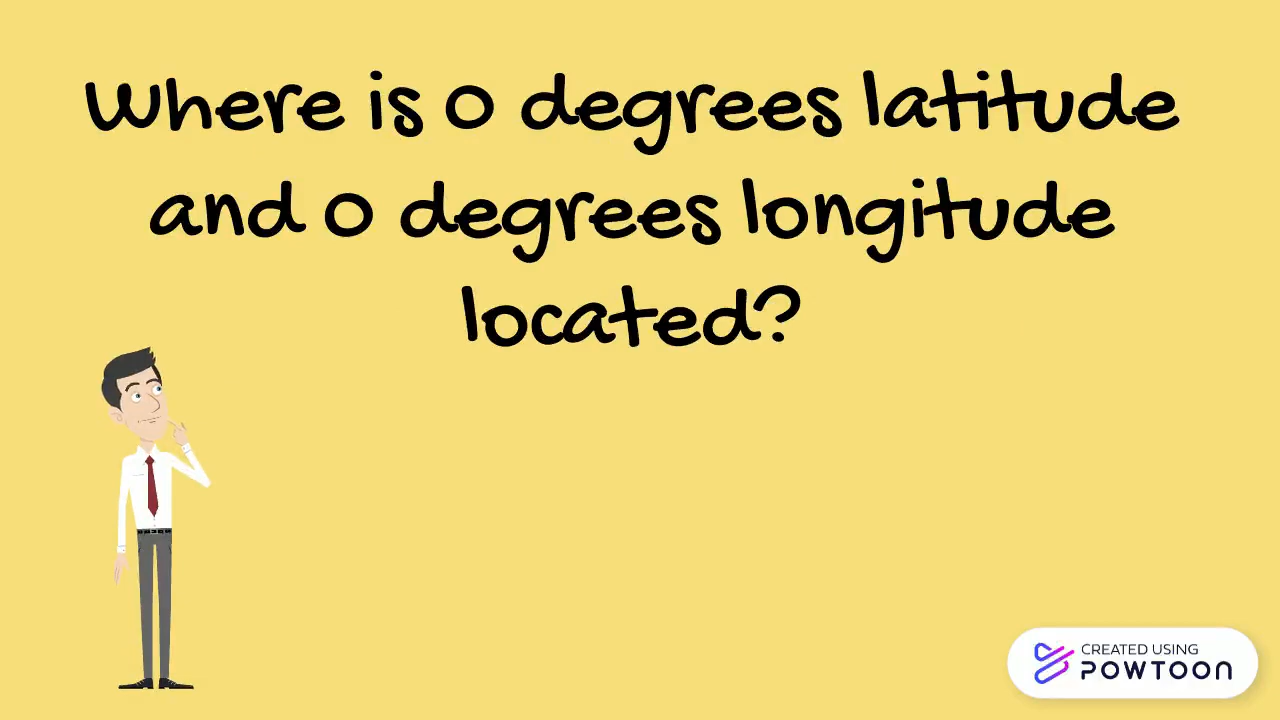 Where is 0 degrees latitude
and 0 degrees longitude
located?
CREATED USING
POWTOON